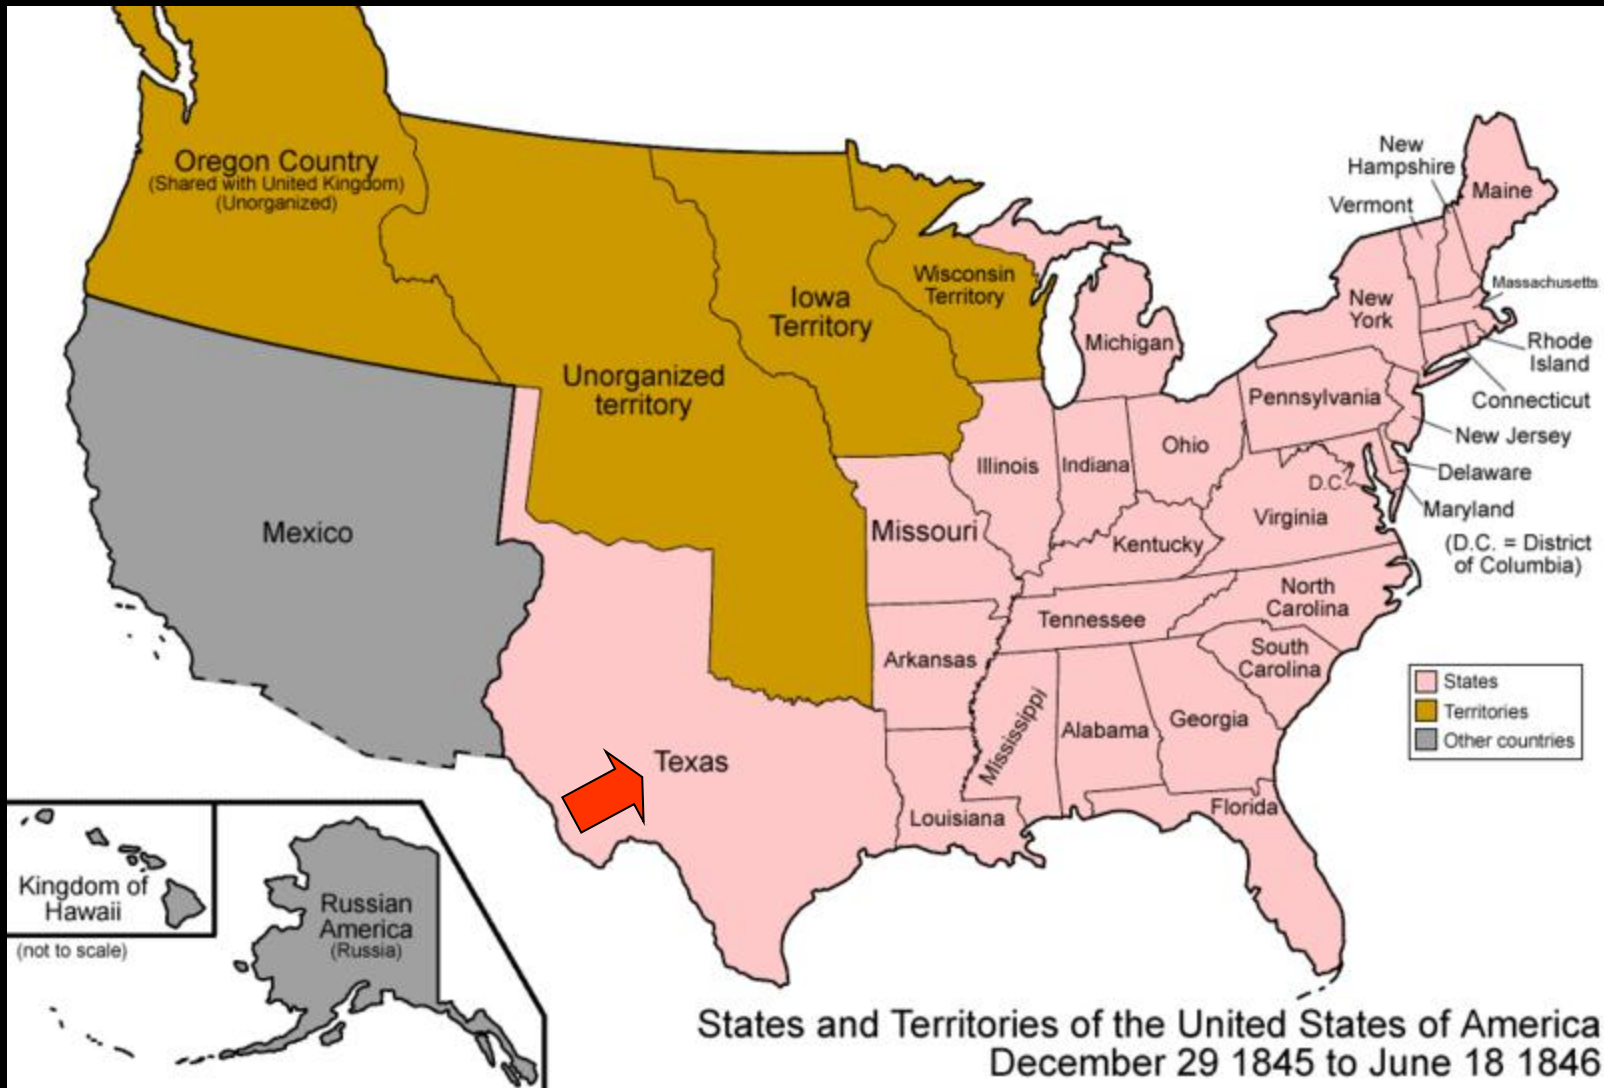 Oregon Country
(Shared with United Kingdom)
(Unorganized)
New
Hampshire
Maine
Vermont
Massachusetts
Wisconsin
Territory
Iowa
Territory
New
York
Michigan
Rhode
Island
Unorganized
territory
Pennsylvania
Connecticut
New Jersey
Ohio
Illinois
Indiana
Delaware
D.C.
Maryland
Virginia
Missouri
Mexico
Kentucky
(D.C. = District
of Columbia)
North
Carolina
Tennessee
South
Carolina
Arkansas
States
Territories
Other countries
Mississippi
Alabama
Georgia
Texas
Louisiana
Florida
Kingdom of
Hawaii
(not to scale)
Russian
America
(Russia)
States and Territories of the United States of America
December 29 1845 to June 18 1846